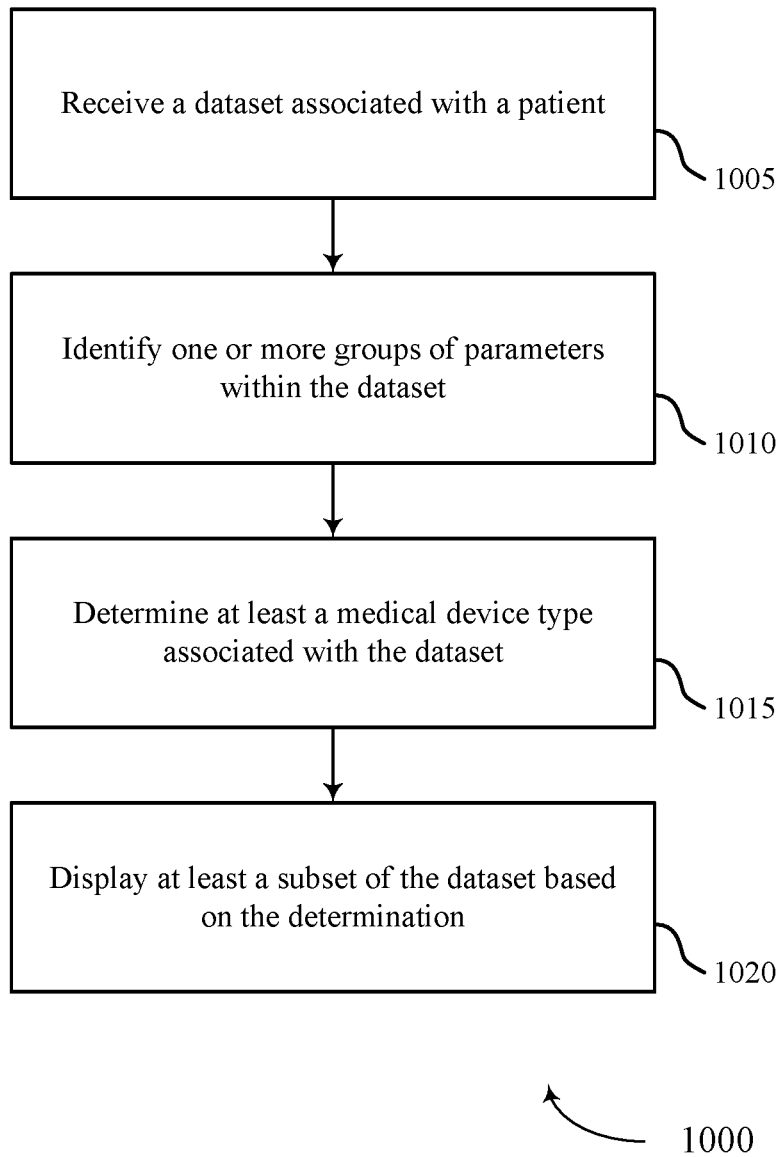 Receive a dataset associated with a patient
1005
Identify one or more groups of parameters
within the dataset
1010
Determine at least a medical device type
associated with the dataset
1015
Display at least a subset of the dataset based
on the determination
1020
1000